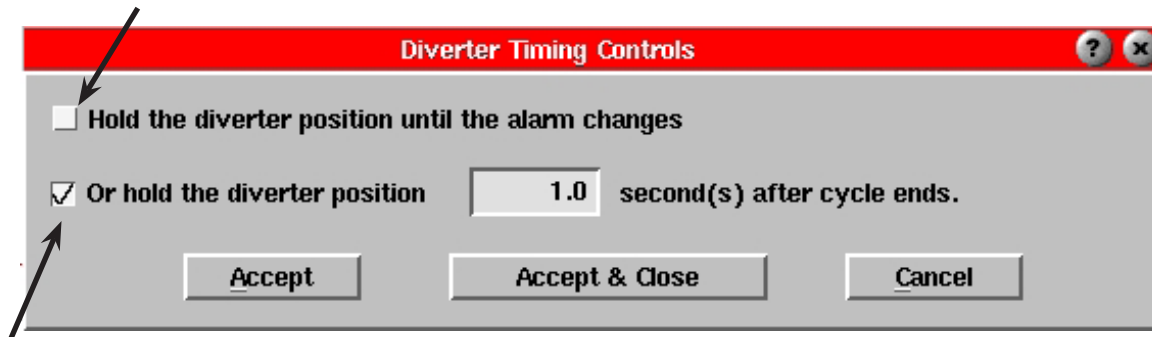 Diverter Timing Controls ? x
Hold the diverter position until the alarm changes
Or hold the diverter position 1.0 second(s) after cycle ends.
Accept Accept & Close Cancel